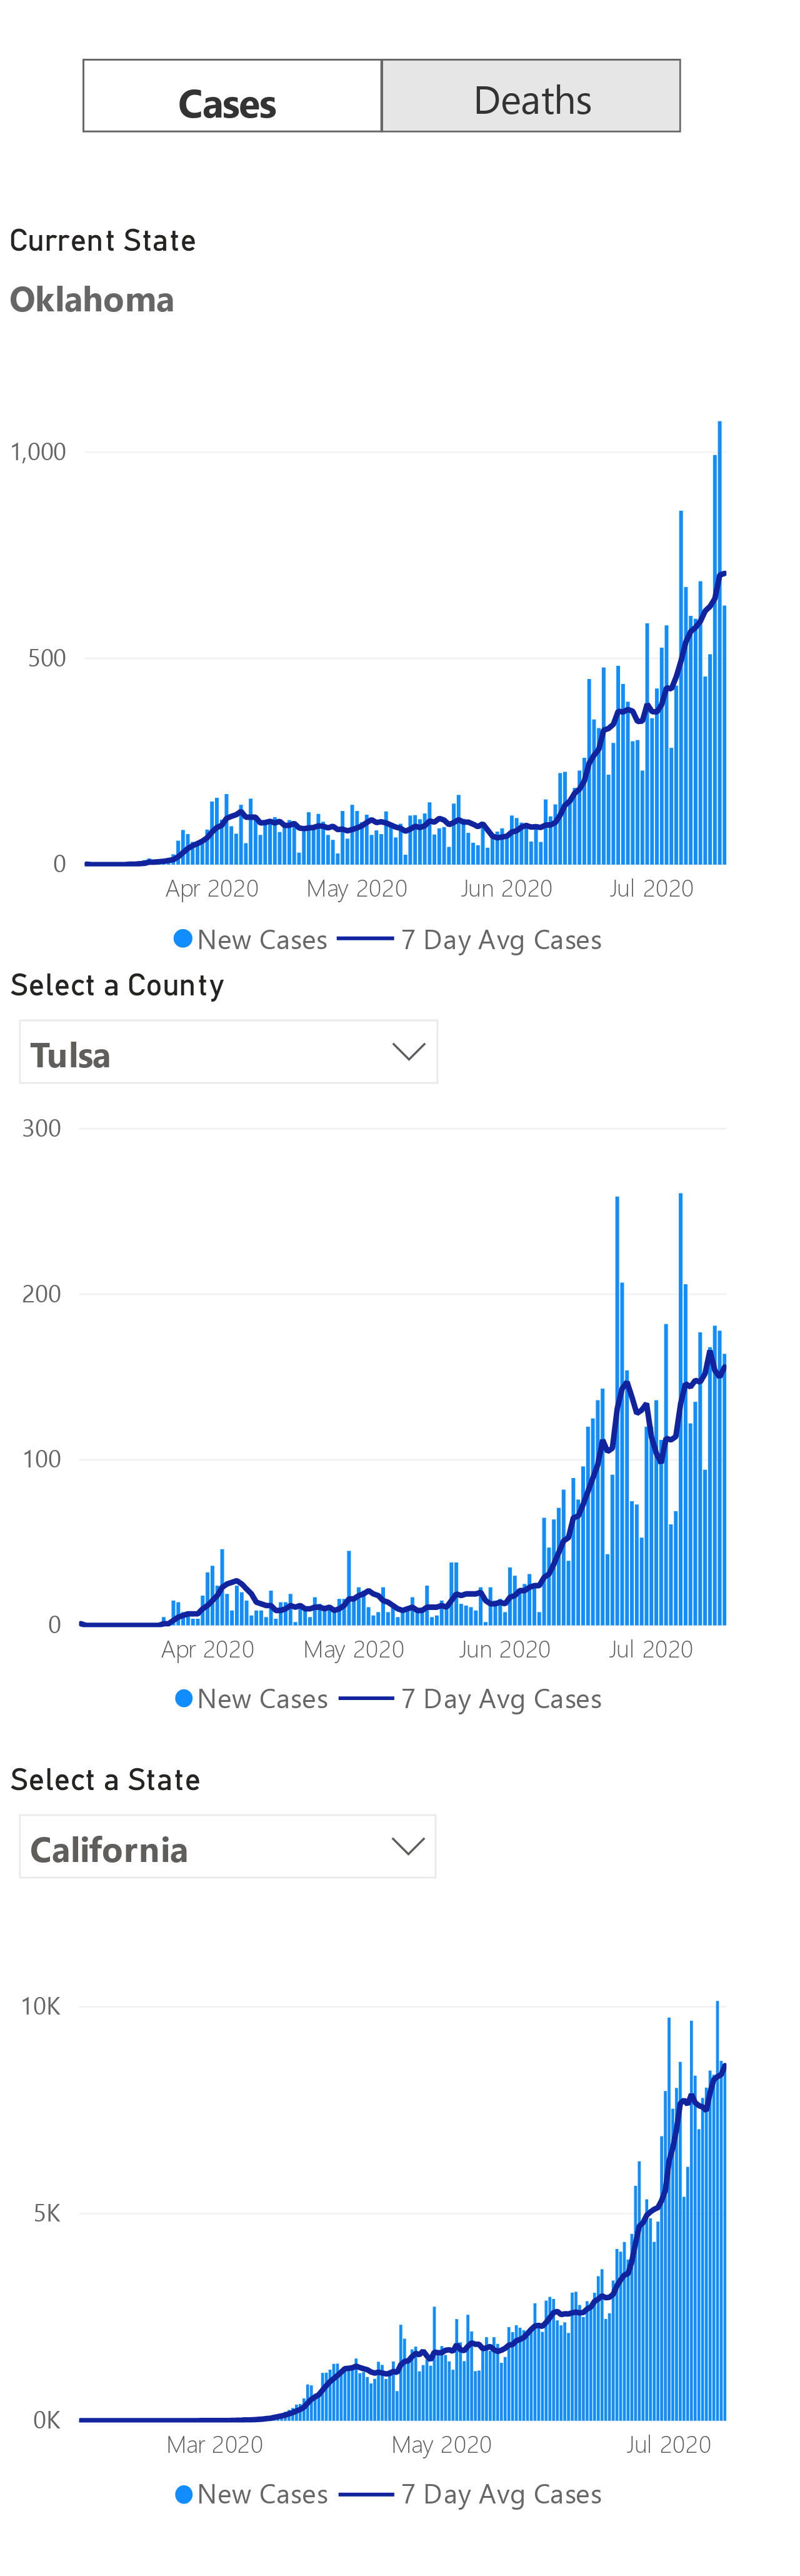 Cases Deaths
Current State
Oklahoma
1,000
500
0
Apr 2020 May 2020 Jun 2020 Jul 2020
New Cases 7 Day Avg Cases
Select a County
Tulsa
300
200
100
0
Apr 2020 May 2020 Jun 2020 Jul 2020
New Cases 7 Day Avg Cases
Select a State
California
10K
5K
0K
Mar 2020 May 2020 Jul 2020
New Cases 7 Day Avg Cases